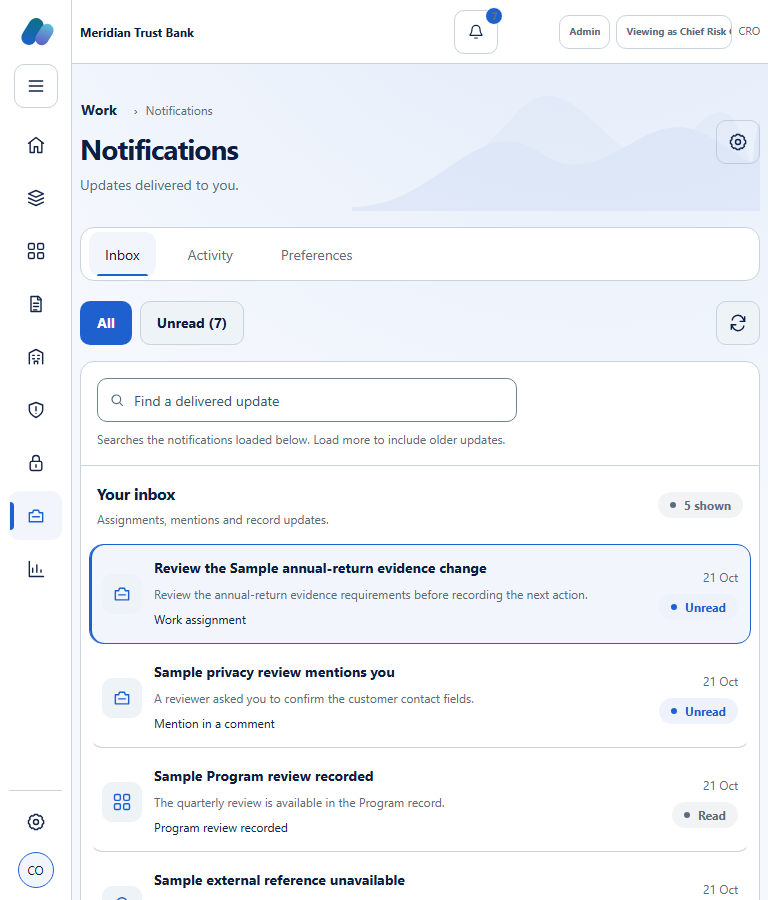 Meridian Trust Bank
Admin
Viewing as Chief Risk
CRO
Work › Notifications
Notifications
Updates delivered to you.
Inbox
Activity
Preferences
All
Unread (7)
Find a delivered update
Searches the notifications loaded below. Load more to include older updates.
Your inbox
Assignments, mentions and record updates.
5 shown
Review the Sample annual-return evidence change
Review the annual-return evidence requirements before recording the next action.
Work assignment
21 Oct
Unread
Sample privacy review mentions you
A reviewer asked you to confirm the customer contact fields.
Mention in a comment
21 Oct
Unread
Sample Program review recorded
The quarterly review is available in the Program record.
Program review recorded
21 Oct
Read
Sample external reference unavailable
21 Oct
CO